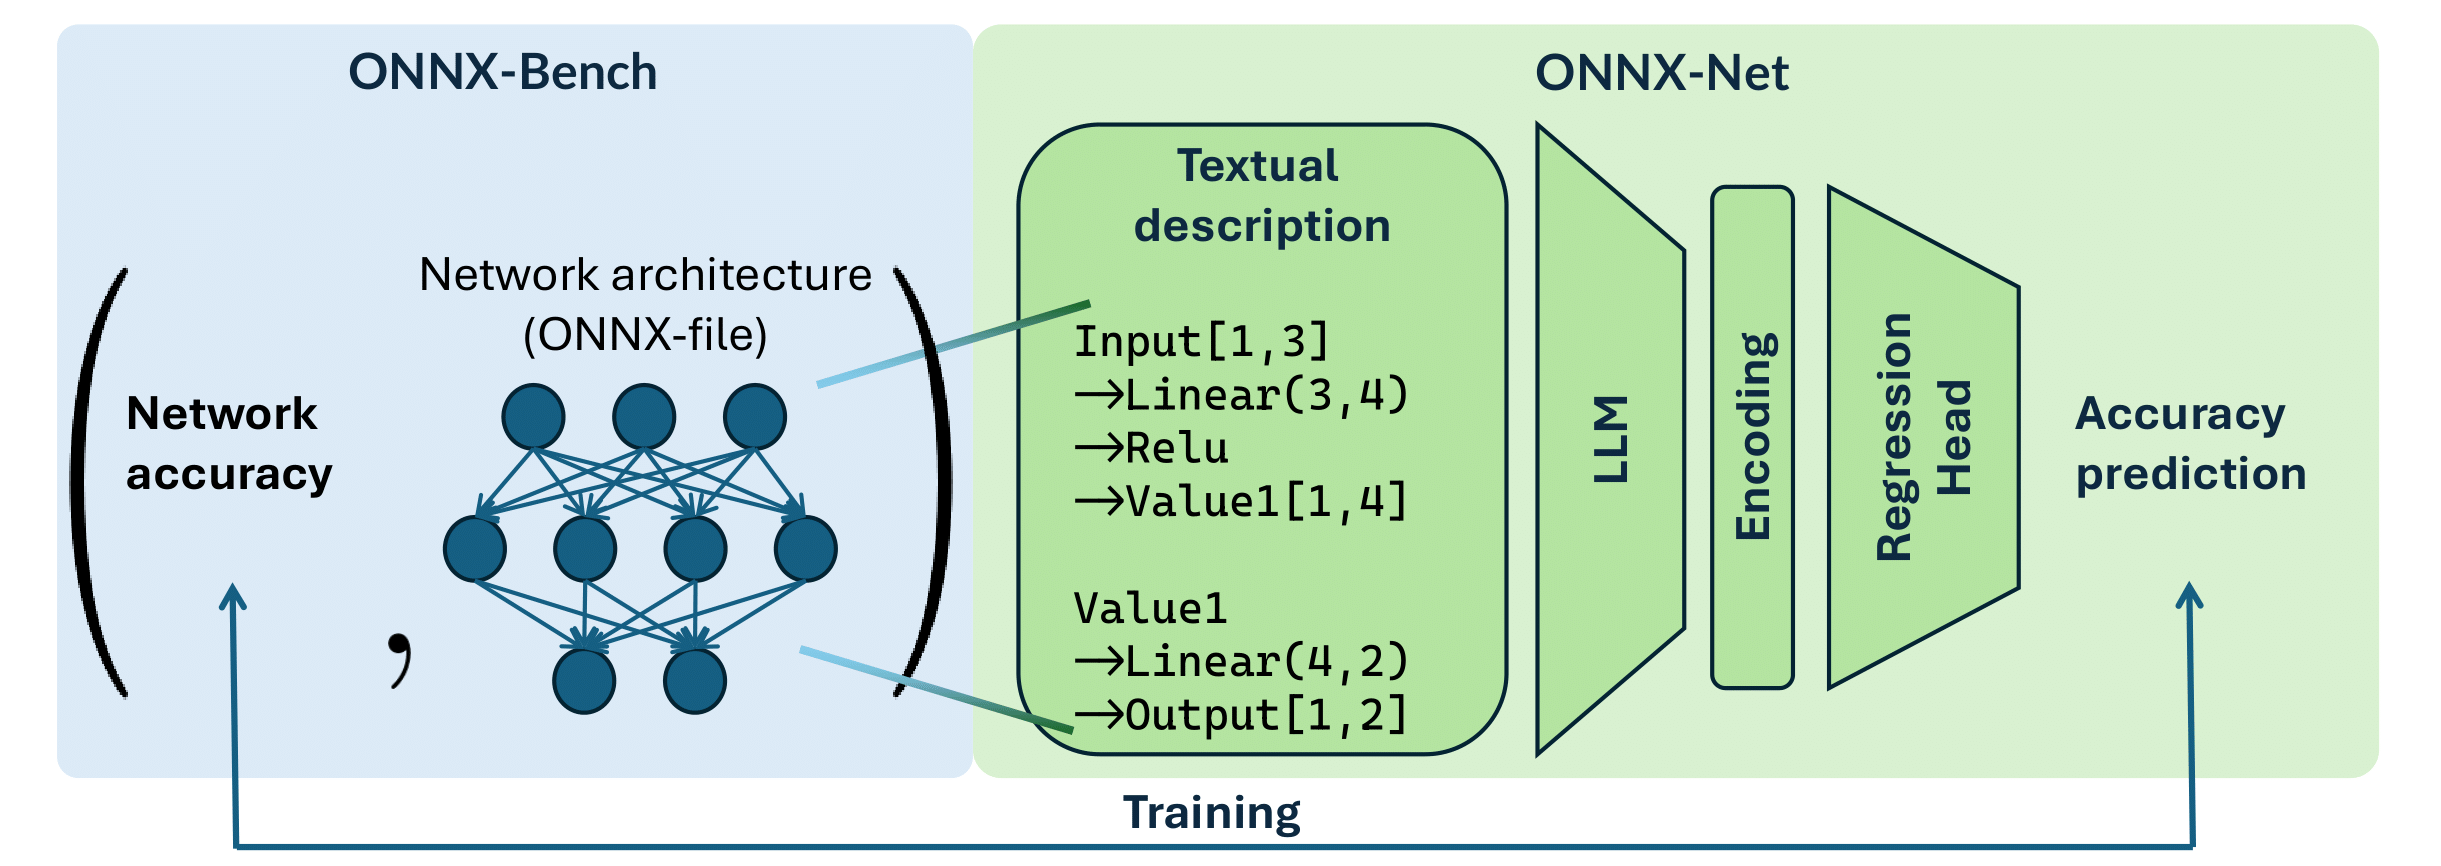 ONNX-Bench
Network architecture
(ONNX-file)
Network
accuracy
,
ONNX-Net
Textual
description
Input[1,3]
→Linear(3,4)
→Relu
→Value1[1,4]
Value1
→Linear(4,2)
→Output[1,2]
LLM
Encoding
Regression
Head
Accuracy
prediction
Training